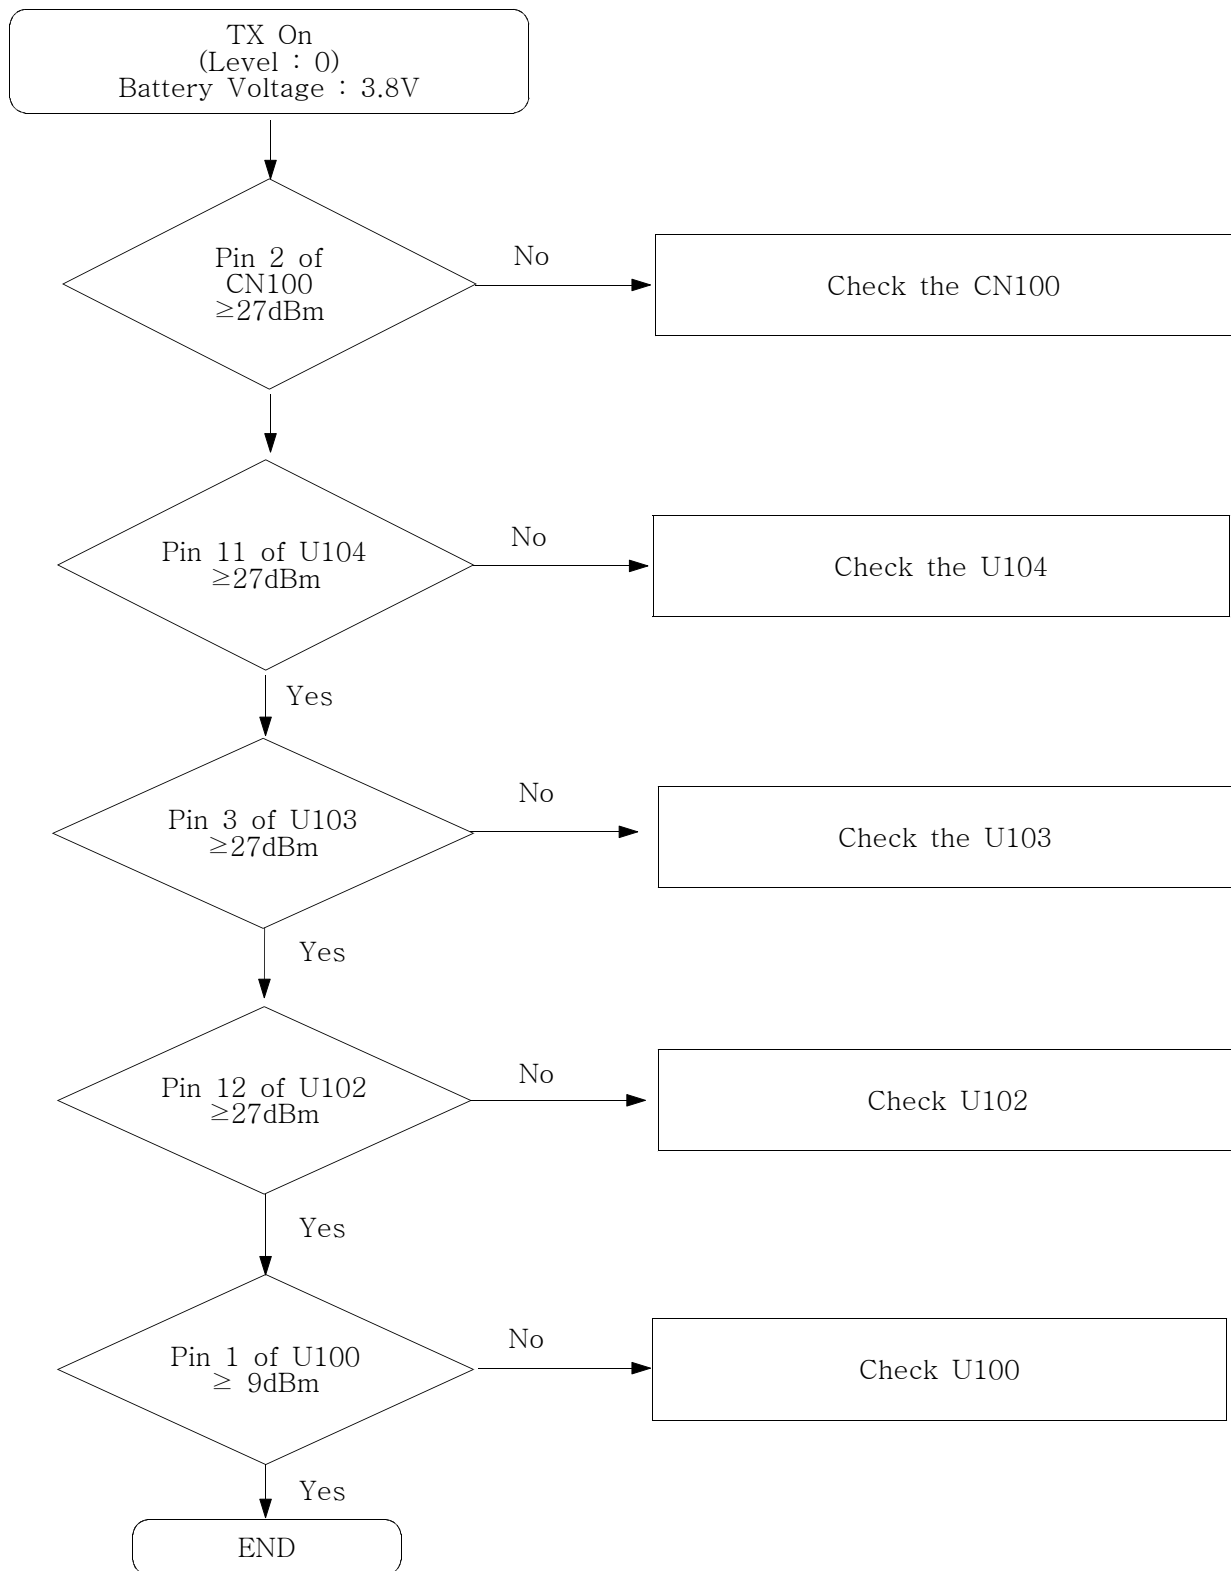 TX On
(Level : 0)
Battery Voltage : 3.8V
Pin 2 of
CN100
≥27dBm
No
Check the CN100
Pin 11 of U104
≥27dBm
No
Check the U104
Yes
Pin 3 of U103
≥27dBm
No
Check the U103
Yes
Pin 12 of U102
≥27dBm
No
Check U102
Yes
Pin 1 of U100
≥ 9dBm
No
Check U100
Yes
END